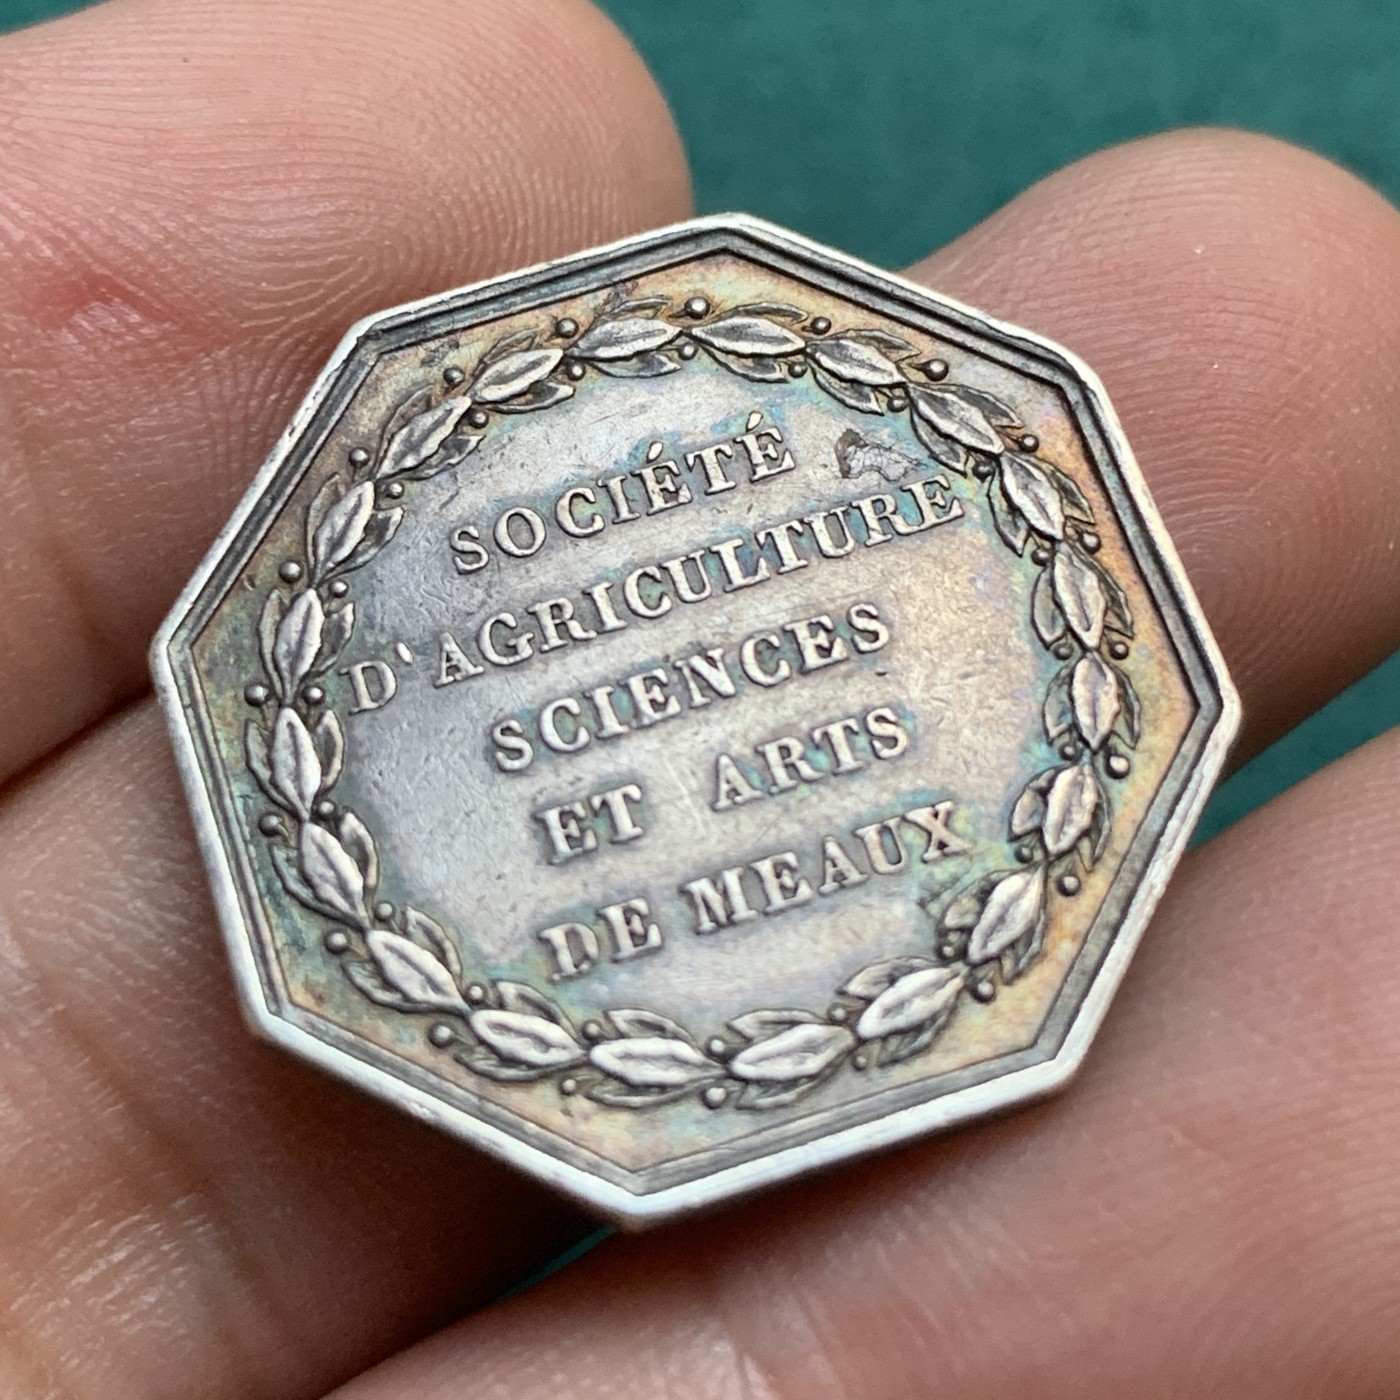 SOCIÉTÉ
D'AGRICULTURE
SCIENCES
ET ARTS
DE MEAUX